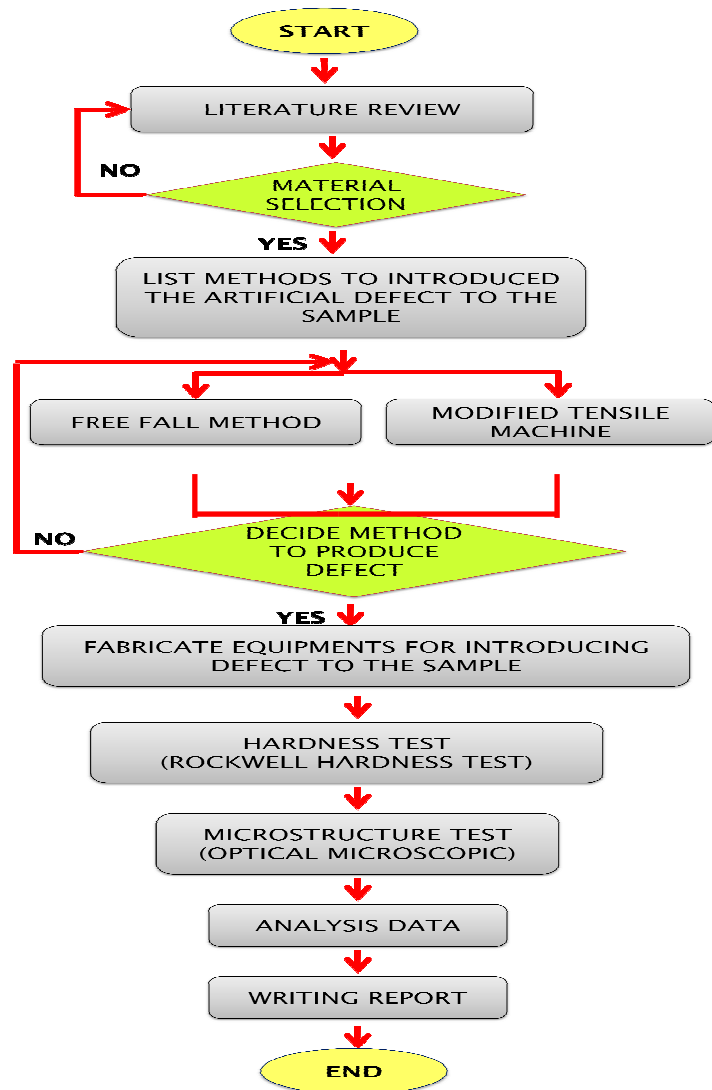 START
LITERATURE REVIEW
NO
MATERIAL
SELECTION
YES
LIST METHODS TO INTRODUCED
THE ARTIFICIAL DEFECT TO THE
SAMPLE
FREE FALL METHOD
MODIFIED TENSILE
MACHINE
NO
DECIDE METHOD
TO PRODUCE
DEFECT
YES
FABRICATE EQUIPMENTS FOR INTRODUCING
DEFECT TO THE SAMPLE
HARDNESS TEST
(ROCKWELL HARDNESS TEST)
MICROSTRUCTURE TEST
(OPTICAL MICROSCOPIC)
ANALYSIS DATA
WRITING REPORT
END